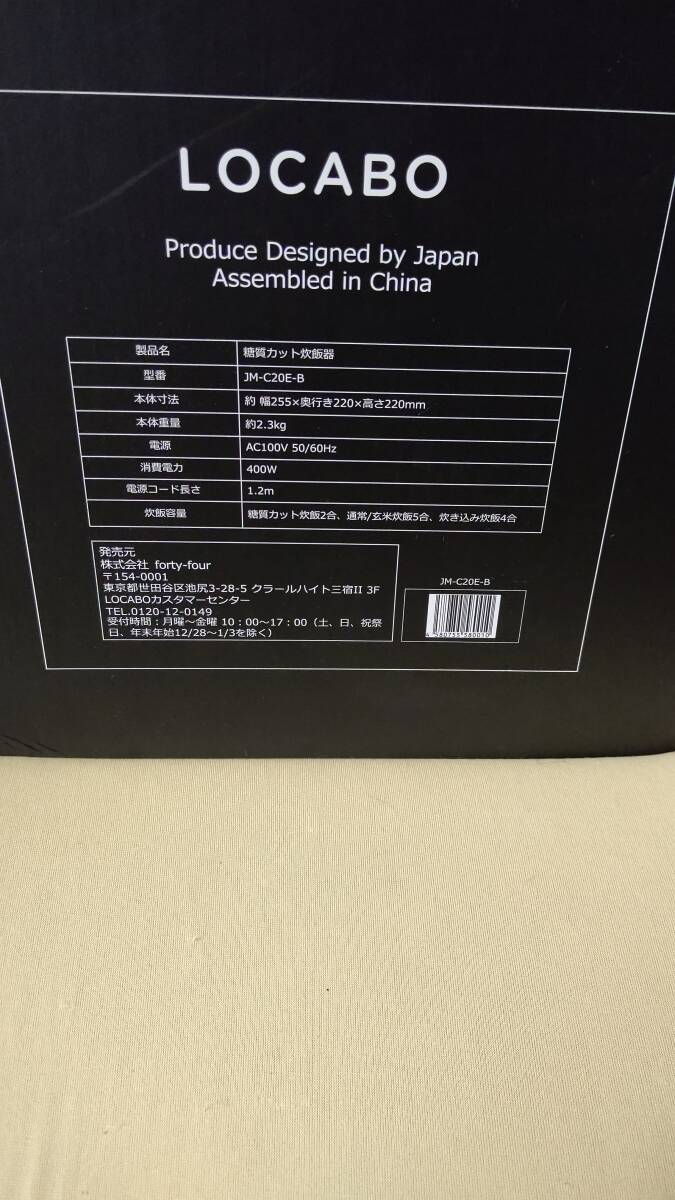 LOCABO
Produce Designed by Japan
Assembled in China
製品名 糖質カット炊飯器
型番 JM-C20E-B
本体寸法 約 幅255×奥行き220×高さ220mm
本体重量 約2.3kg
電源 AC100V 50/60Hz
消費電力 400W
電源コード長さ 1.2m
炊飯容量 糖質カット炊飯2合、通常/玄米炊飯5合、炊き込み炊飯4合
発売元
株式会社 forty-four
〒154-0001
東京都世田谷区池尻3-28-5 クラールハイト三宿II 3F
LOCABOカスタマーセンター
TEL.0120-12-0149
受付時間：月曜～金曜 10：00～17：00（土、日、祝祭
日、年末年始12/28～1/3を除く）
JM-C20E-B